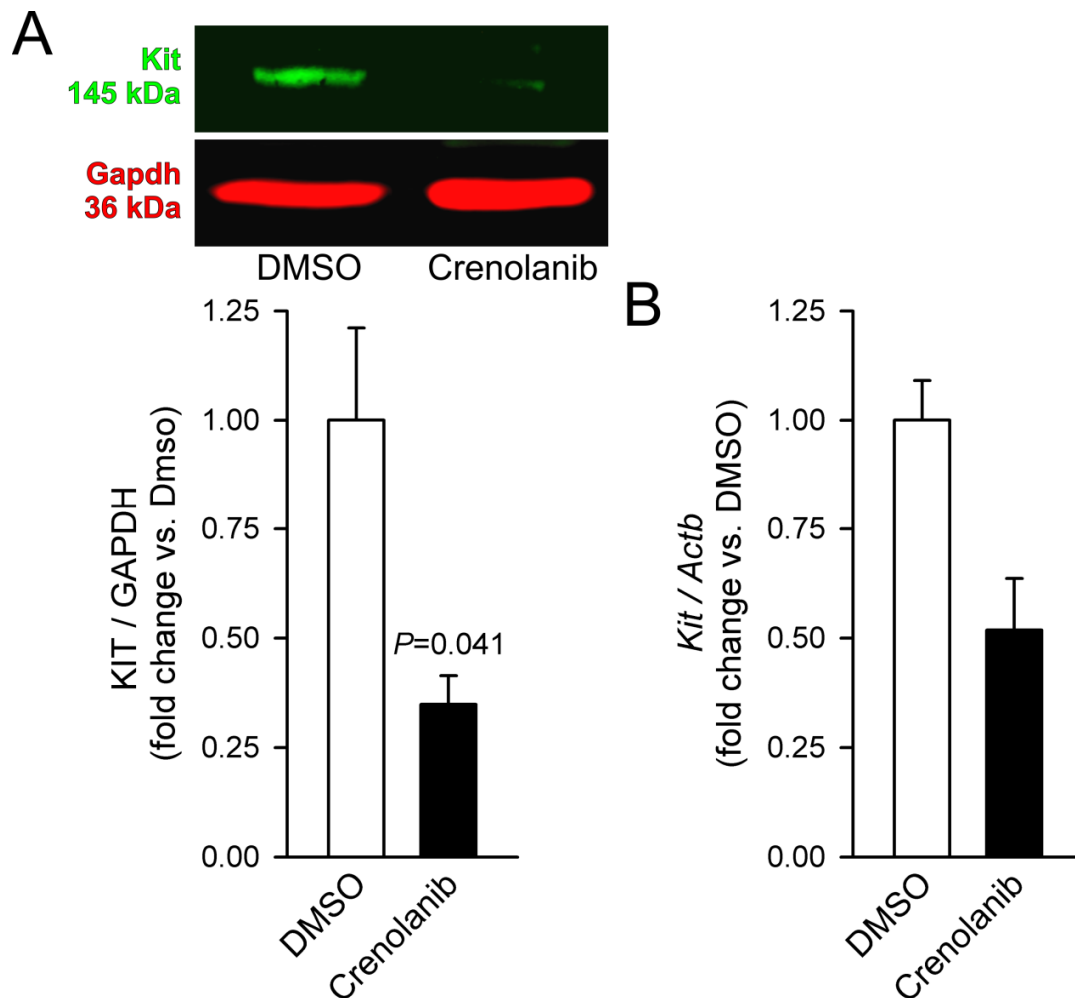 A
Kit
145 kDa
Gapdh
36 kDa
DMSO Crenolanib
KIT / GAPDH
(fold change vs. Dmso)
1.25
1.00
0.75
0.50
0.25
0.00
P=0.041
DMSO
Crenolanib
B
Kit / Actb
(fold change vs. DMSO)
1.25
1.00
0.75
0.50
0.25
0.00
DMSO
Crenolanib